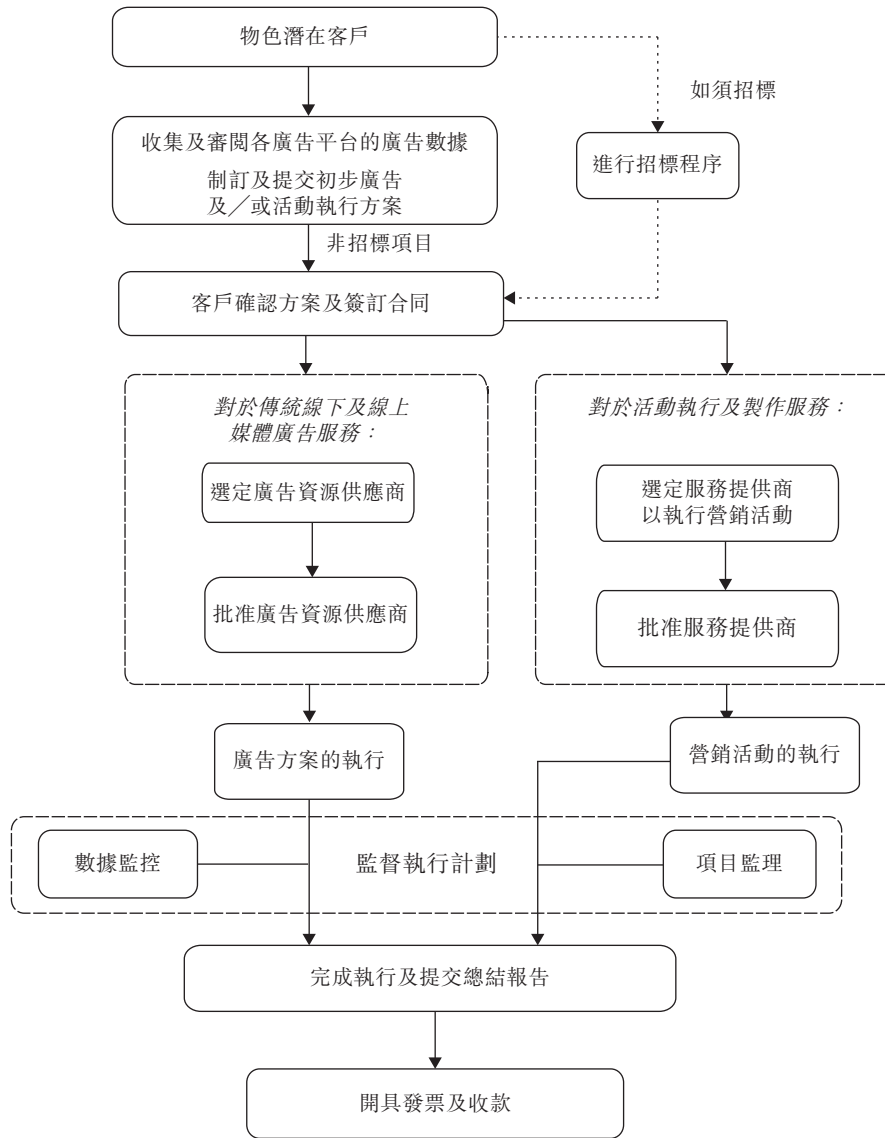 物色潛在客戶
如須招標
收集及審閱各廣告平台的廣告數據
制訂及提交初步廣告
及／或活動執行方案
進行招標程序
非招標項目
客戶確認方案及簽訂合同
對於傳統線下及線上
媒體廣告服務：
選定廣告資源供應商
批准廣告資源供應商
對於活動執行及製作服務：
選定服務提供商
以執行營銷活動
批准服務提供商
廣告方案的執行
營銷活動的執行
數據監控
監督執行計劃
項目監理
完成執行及提交總結報告
開具發票及收款